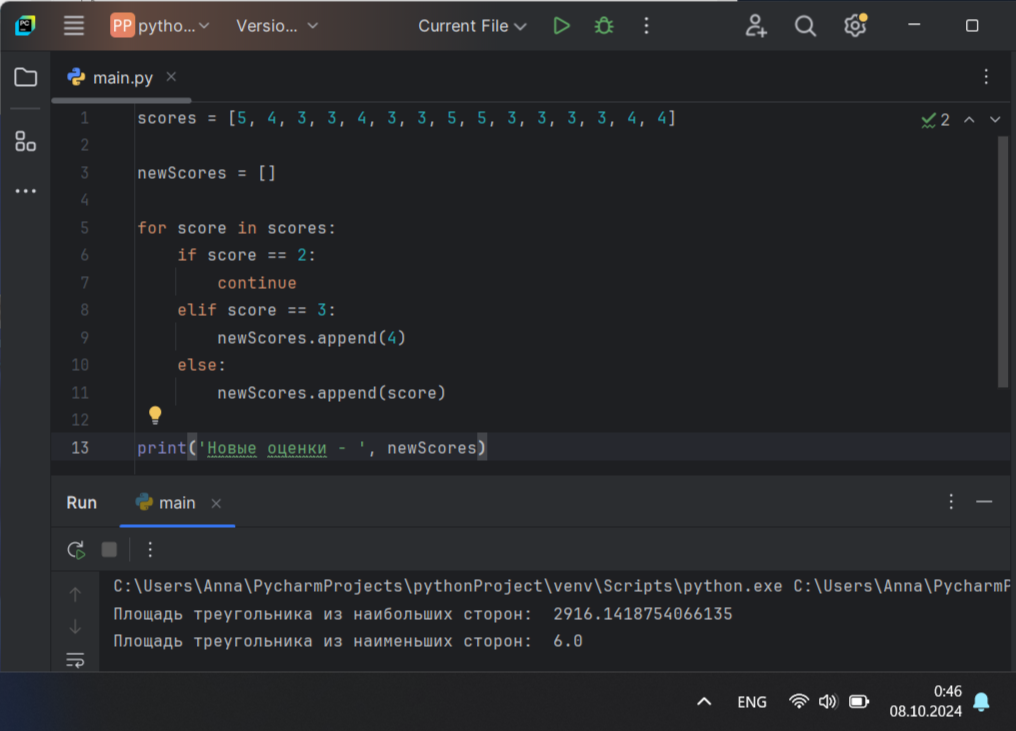 PC
PP pytho... Versio... Current File
main.py
1 scores = [5, 4, 3, 3, 4, 3, 3, 5, 5, 3, 3, 3, 3, 4, 4]
2
2
3 newScores = []
4
5 for score in scores:
6 if score == 2:
7 continue
8 elif score == 3:
9 newScores.append(4)
10 else:
11 newScores.append(score)
12
13 print('Новые оценки - ', newScores)
Run main
C:\Users\Anna\PycharmProjects\pythonProject\venv\Scripts\python.exe C:\Users\Anna\PycharmP
Площадь треугольника из наибольших сторон: 2916.1418754066135
Площадь треугольника из наименьших сторон: 6.0
ENG
0:46
08.10.2024